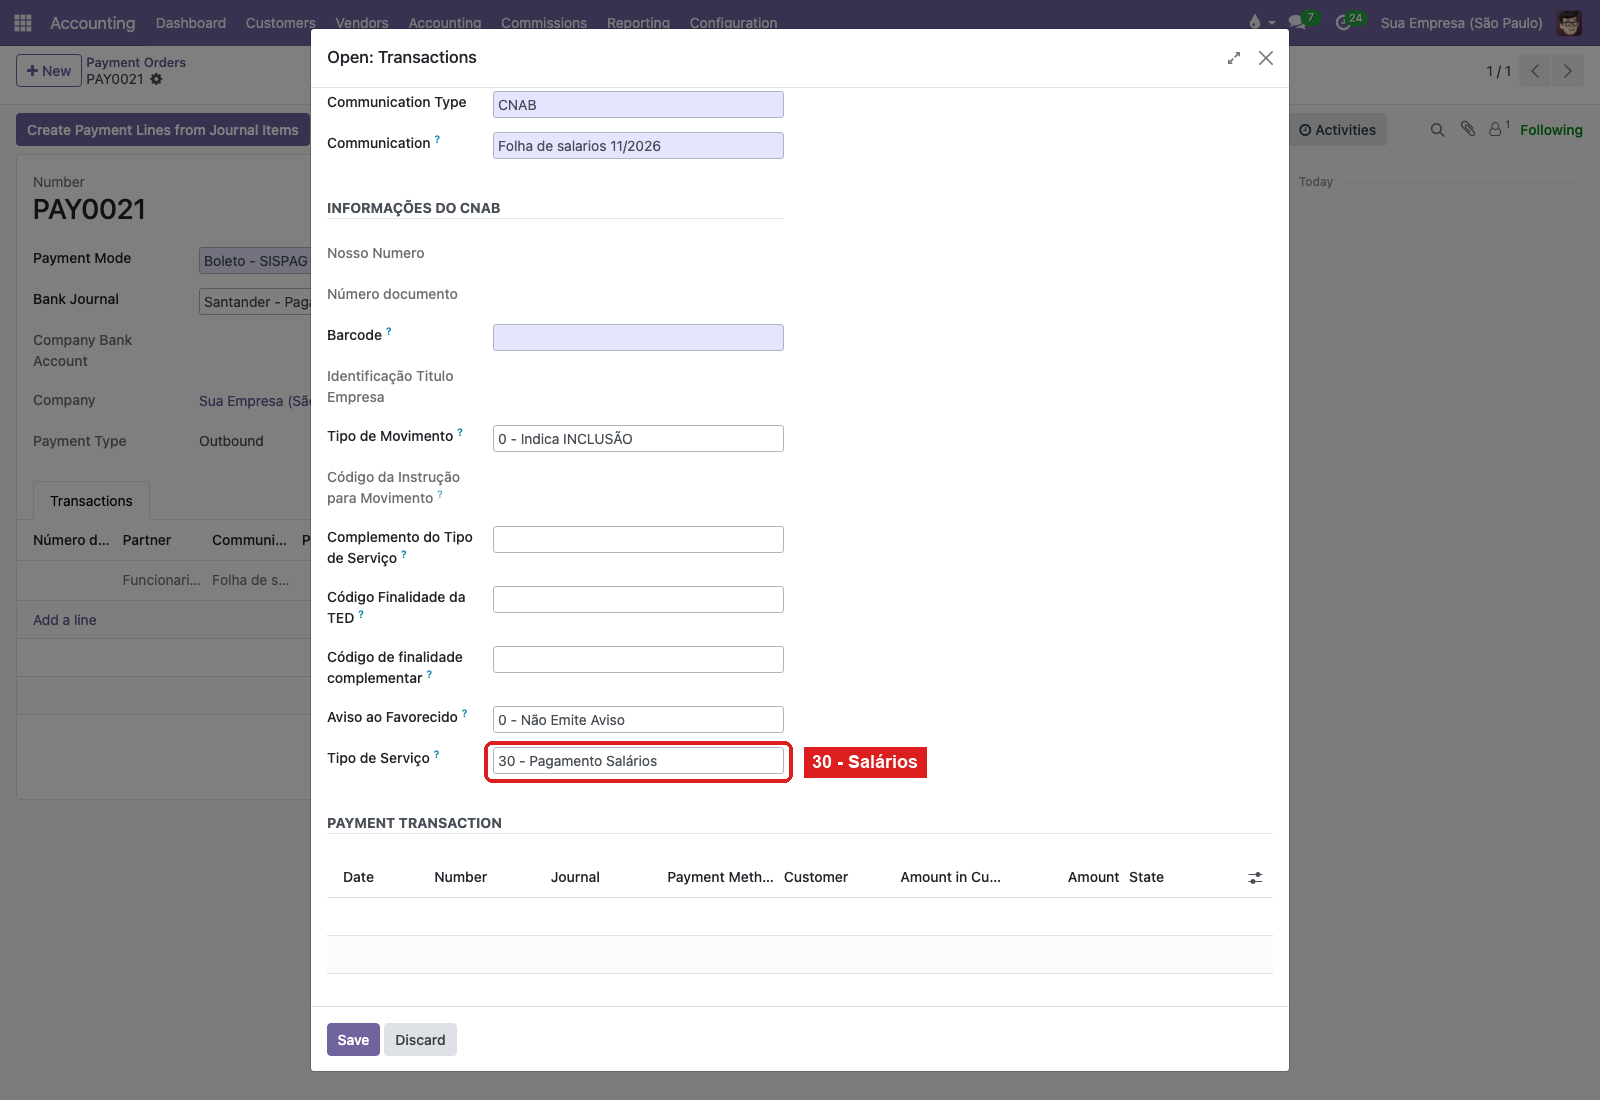 Accounting Dashboard Customers Vendors Accounting Commissions Reporting Configuration 7 24 Sua Empresa (São Paulo)
Open: Transactions
New
Payment Orders
PAY0021
1 / 1
Create Payment Lines from Journal Items
Activities
1
Following
Today
Number
PAY0021
Payment Mode
Boleto - SISPAG
Bank Journal
Santander - Paga
Company Bank
Account
Company
Sua Empresa (São
Payment Type
Outbound
Transactions
Número d... Partner Communi... P
Funcionari... Folha de s...
Add a line
Communication Type
CNAB
Communication ?
Folha de salarios 11/2026
INFORMAÇÕES DO CNAB
Nosso Numero
Número documento
Barcode ?
Identificação Titulo
Empresa
Tipo de Movimento ?
0 - Indica INCLUSÃO
Código da Instrução
para Movimento ?
Complemento do Tipo
de Serviço ?
Código Finalidade da
TED ?
Código de finalidade
complementar ?
Aviso ao Favorecido ?
0 - Não Emite Aviso
Tipo de Serviço ?
30 - Pagamento Salários
30 - Salários
PAYMENT TRANSACTION
Date Number Journal Payment Meth... Customer Amount in Cu... Amount State
Save
Discard